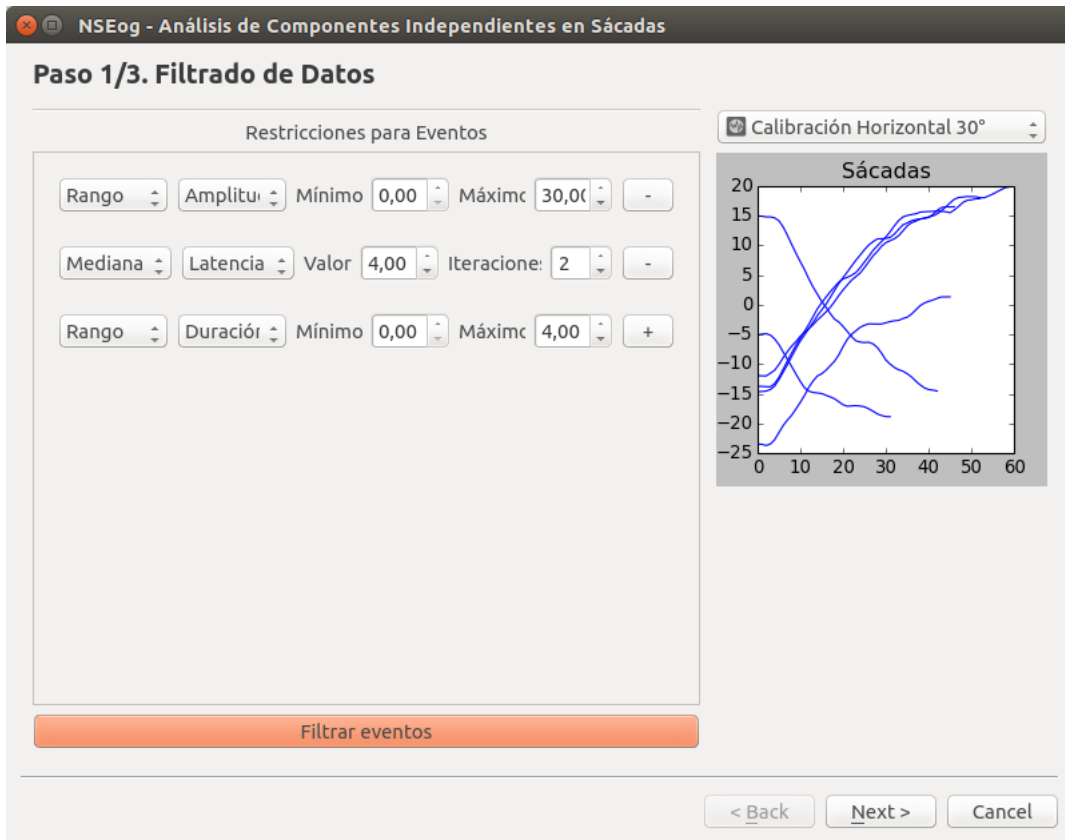 NSEog - Análisis de Componentes Independientes en Sácadas
Paso 1/3. Filtrado de Datos
Restricciones para Eventos
Rango Amplitu Mínimo 0,00 Máximo 30,00 -
Mediana Latencia Valor 4,00 Iteraciones 2 -
Rango Duración Mínimo 0,00 Máximo 4,00 +
Filtrar eventos
Calibración Horizontal 30°
Sácadas
20
15
10
5
0
−5
−10
−15
−20
−25
0 10 20 30 40 50 60
< Back Next > Cancel